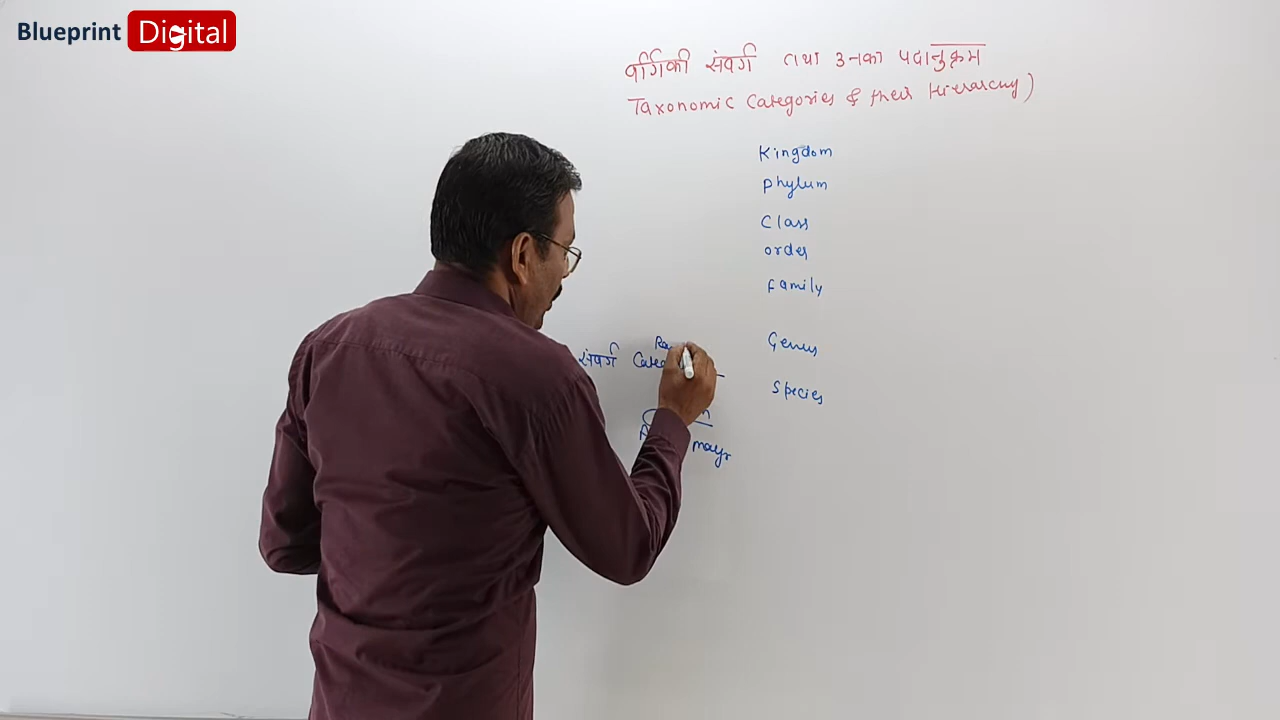 Blueprint Digital
वर्गिकी संवर्ग तथा उनका पदानुक्रम
Taxonomic Categories & their Hierarchy)
Kingdom
Phylum
Class
order
Family
Genus
संवर्ग
Species
mayr